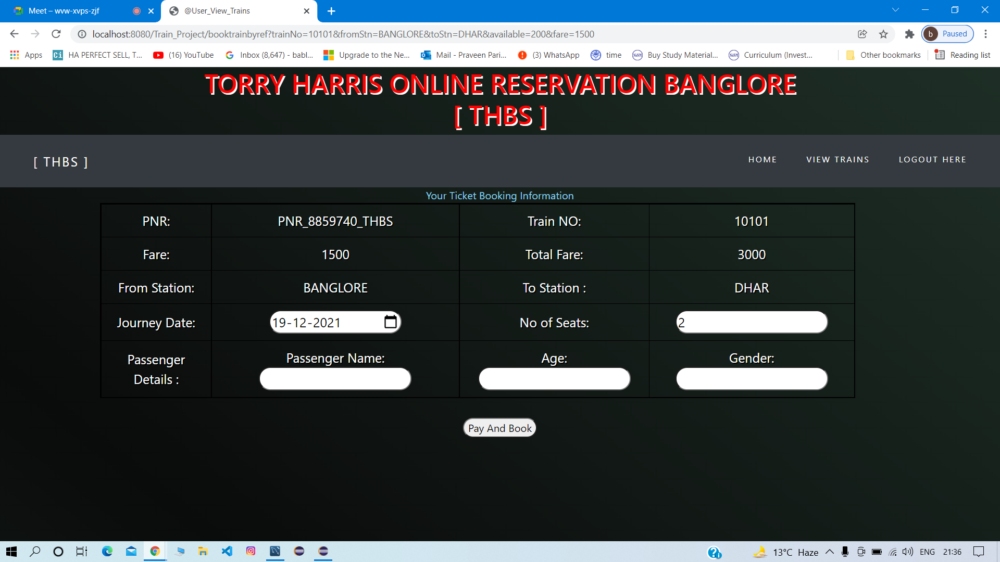 Meet – wvw-xvps-zjf
@User_View_Trains
localhost:8080/Train_Project/booktrainbyref?trainNo=10101&fromStn=BANGLORE&toStn=DHAR&available=200&fare=1500
b Paused
Apps Ci HA PERFECT SELL, T... (16) YouTube G Inbox (8,647) - babl... Upgrade to the Ne... Mail - Praveen Pari... (3) WhatsApp time NiSM Buy Study Material... NiSM Curriculum (Invest... Other bookmarks Reading list
TORRY HARRIS ONLINE RESERVATION BANGLORE
[ THBS ]
[ THBS ] HOME VIEW TRAINS LOGOUT HERE
Your Ticket Booking Information
PNR: PNR_8859740_THBS Train NO: 10101
Fare: 1500 Total Fare: 3000
From Station: BANGLORE To Station : DHAR
Journey Date: 19-12-2021 No of Seats: 2
Passenger Details : Passenger Name: Age: Gender:
Pay And Book
13°C Haze ENG 21:36